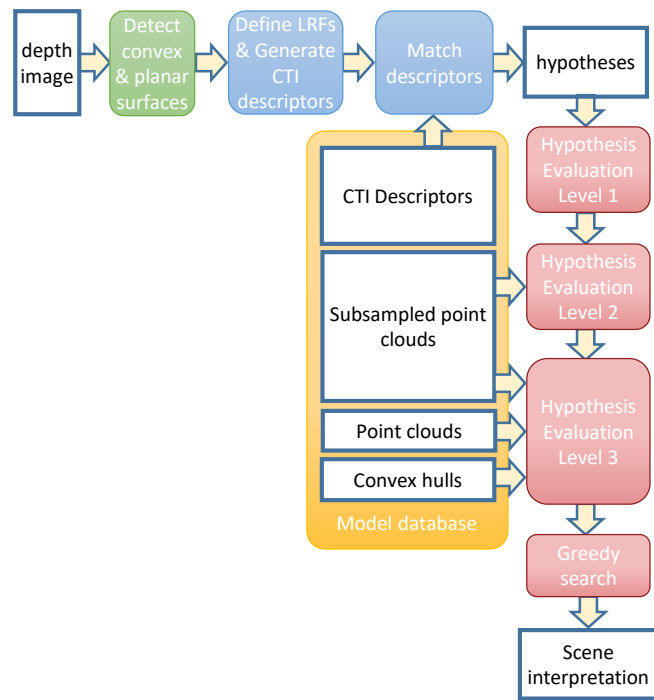 depth
image
Detect
convex
& planar
surfaces
Define LRFs
& Generate
CTI
descriptors
Match
descriptors
hypotheses
Hypothesis
Evaluation
Level 1
CTI Descriptors
Hypothesis
Evaluation
Level 2
Subsampled point
clouds
Hypothesis
Evaluation
Level 3
Point clouds
Convex hulls
Model database
Greedy
search
Scene
interpretation